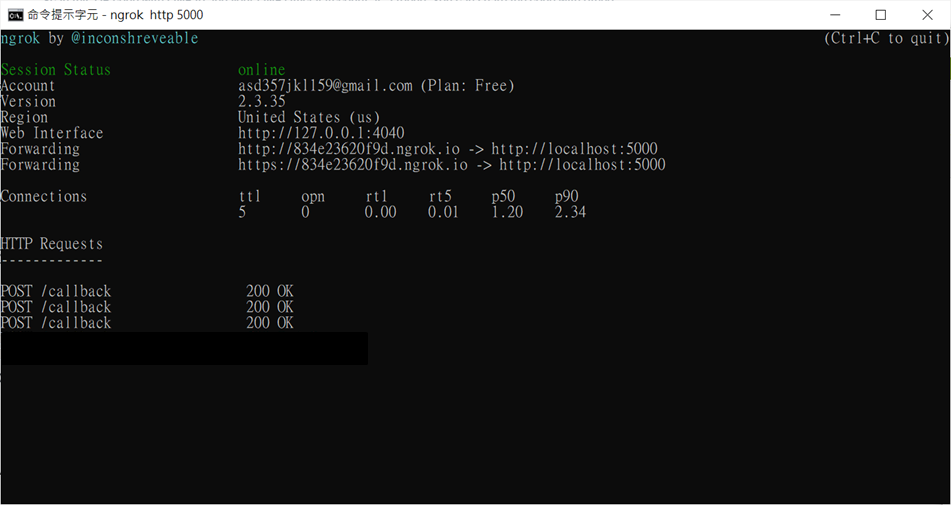 命令提示字元 - ngrok http 5000
ngrok by @inconshreveable (Ctrl+C to quit)
Session Status online
Account asd357jkl159@gmail.com (Plan: Free)
Version 2.3.35
Region United States (us)
Web Interface http://127.0.0.1:4040
Forwarding http://834e23620f9d.ngrok.io -> http://localhost:5000
Forwarding https://834e23620f9d.ngrok.io -> http://localhost:5000
Connections ttl opn rt1 rt5 p50 p90
5 0 0.00 0.01 1.20 2.34
HTTP Requests
-------------
POST /callback 200 OK
POST /callback 200 OK
POST /callback 200 OK